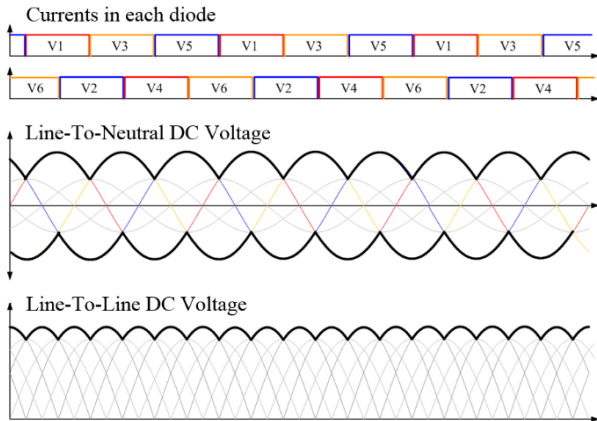 Currents in each diode
V1 V3 V5 V1 V3 V5 V1 V3 V5
V6 V2 V4 V6 V2 V4 V6 V2 V4
Line-To-Neutral DC Voltage
Line-To-Line DC Voltage